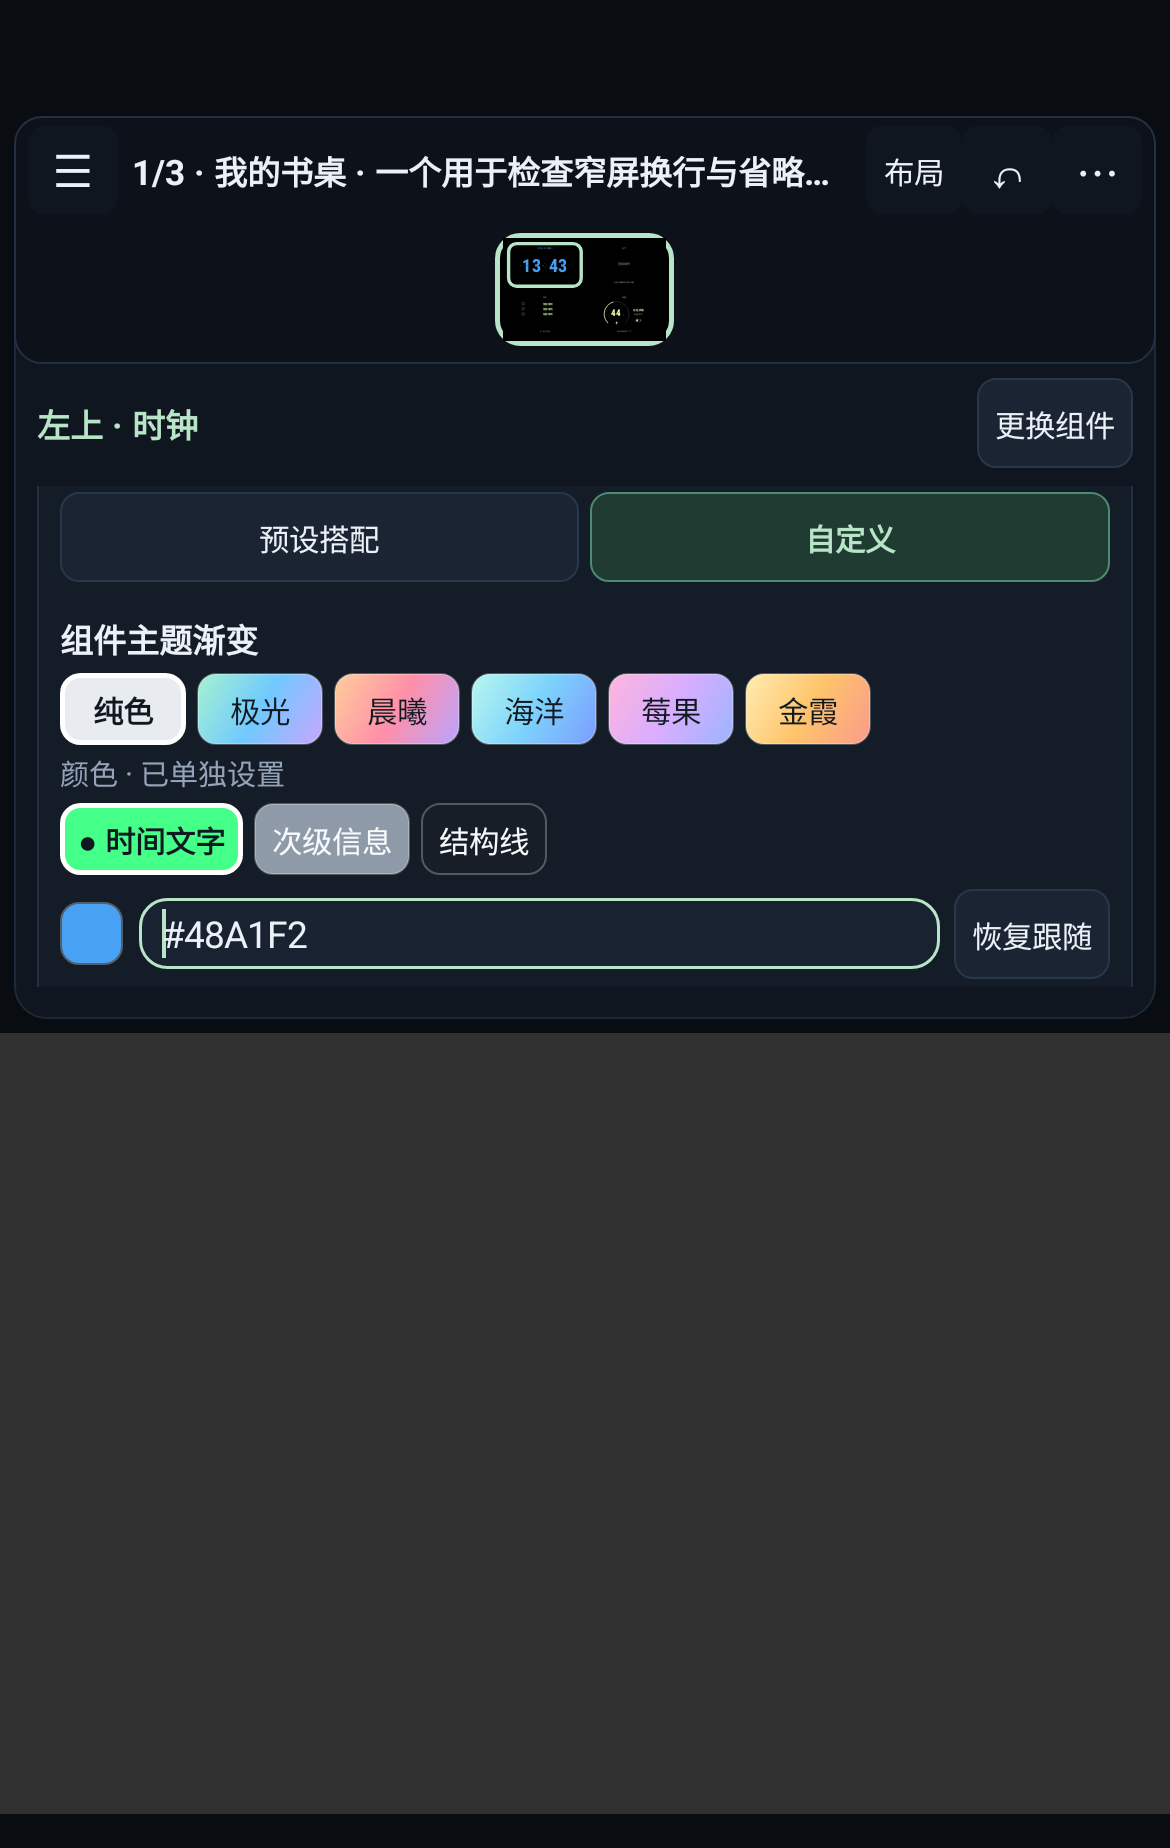 ☰ 1/3 · 我的书桌 · 一个用于检查窄屏换行与省略... 布局 ···
13 43
44
左上 · 时钟 更换组件
预设搭配 自定义
组件主题渐变
纯色 极光 晨曦 海洋 莓果 金霞
颜色 · 已单独设置
● 时间文字 次级信息 结构线
#48A1F2 恢复跟随